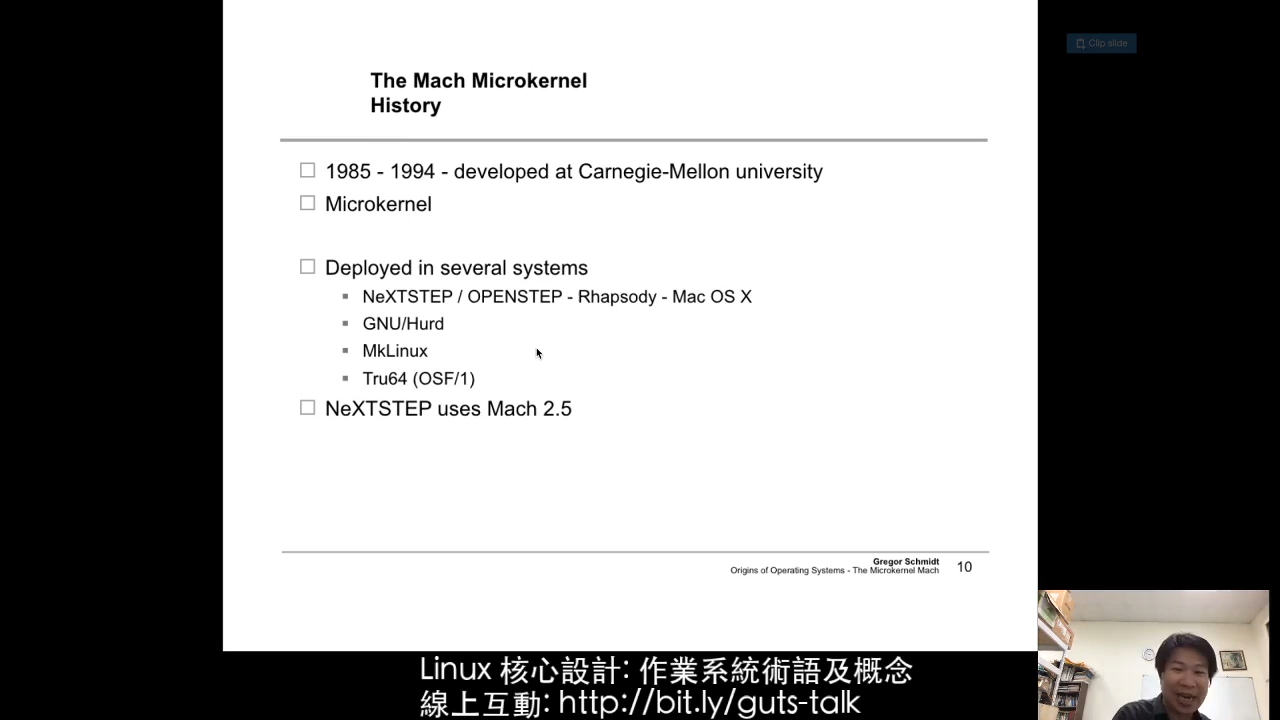 Clip slide
The Mach Microkernel
History
1985 - 1994 - developed at Carnegie-Mellon university
Microkernel
Deployed in several systems
NeXTSTEP / OPENSTEP - Rhapsody - Mac OS X
GNU/Hurd
MkLinux
Tru64 (OSF/1)
NeXTSTEP uses Mach 2.5
Gregor Schmidt
Origins of Operating Systems - The Microkernel Mach
10
Linux 核心設計: 作業系統術語及概念
線上互動: http://bit.ly/guts-talk